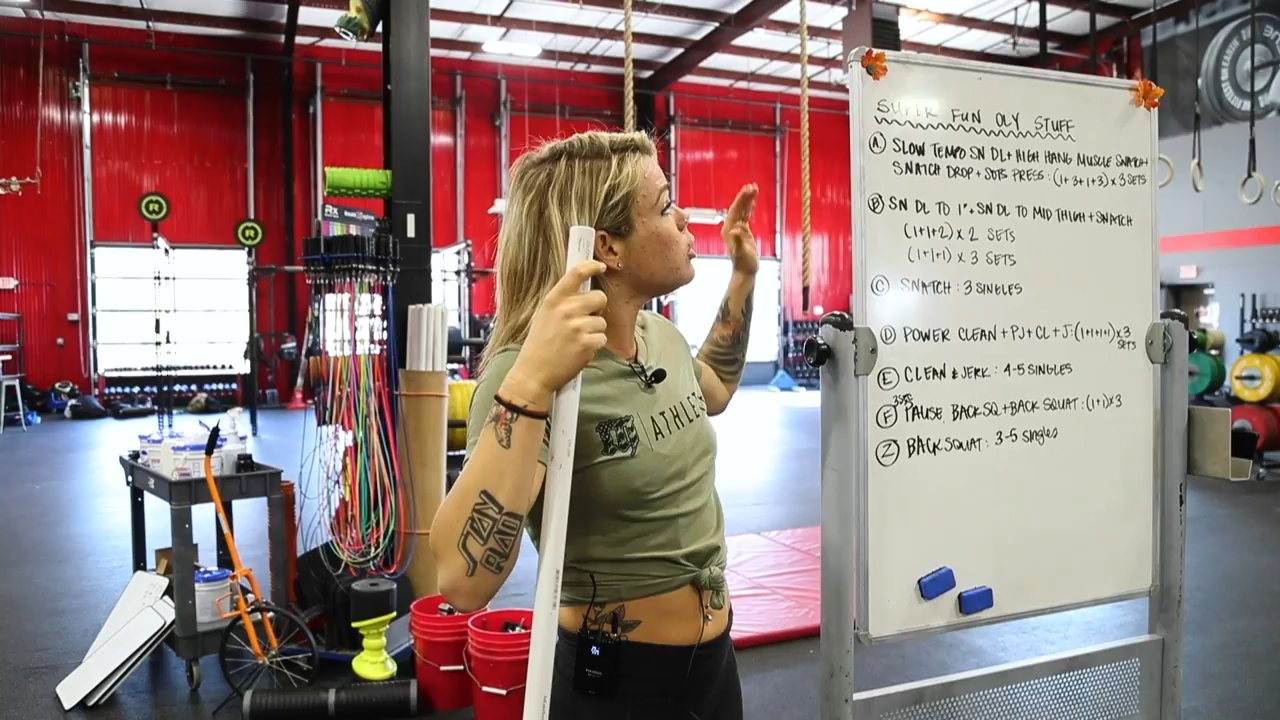 SUPER FUN OLY STUFF
A SLOW TEMPO SN DL + HIGH HANG MUSCLE SNATCH
SNATCH DROP + SOTS PRESS : (1+3+1+3) x 3 SETS
B SN DL TO 1" + SN DL TO MID THIGH + SNATCH
(1+1+2) x 2 SETS
(1+1+1) x 3 SETS
C SNATCH : 3 SINGLES
D POWER CLEAN + PJ + CL + J : (1+1+1+1) x 3
SETS
E CLEAN & JERK : 4-5 SINGLES
F PAUSE BACK SQ + BACK SQUAT : (1+1) x 3
Z BACK SQUAT : 3-5 SINGLES
ATHLE
STAY
RAD
Rx
R
R